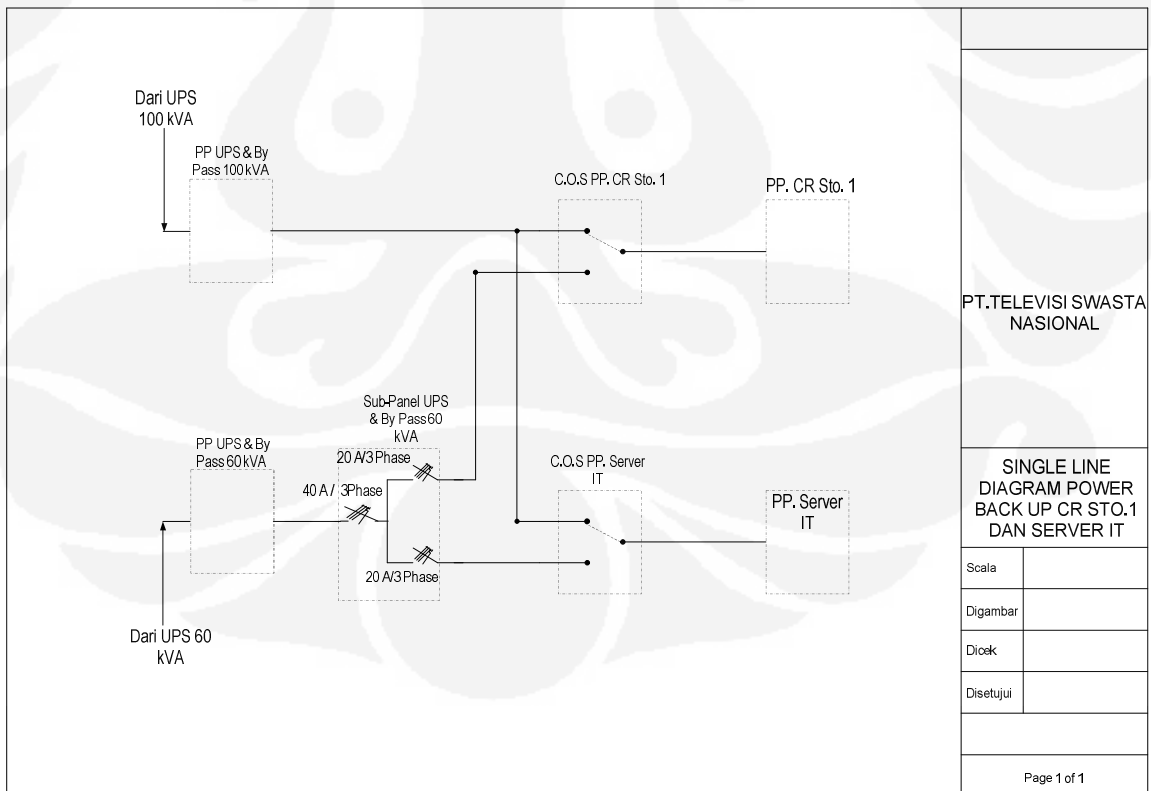 Dari UPS
100 kVA
PP UPS & By
Pass 100 kVA
C.O.S PP. CR Sto. 1
PP. CR Sto. 1
Sub-Panel UPS
& By Pass 60
kVA
PP UPS & By
Pass 60 kVA
20 A/3 Phase
40 A / 3Phase
20 A/3 Phase
C.O.S PP. Server
IT
PP. Server
IT
Dari UPS 60
kVA
PT.TELEVISI SWASTA
NASIONAL
SINGLE LINE
DIAGRAM POWER
BACK UP CR STO.1
DAN SERVER IT
Scala
Digambar
Dicek
Disetujui
Page 1 of 1